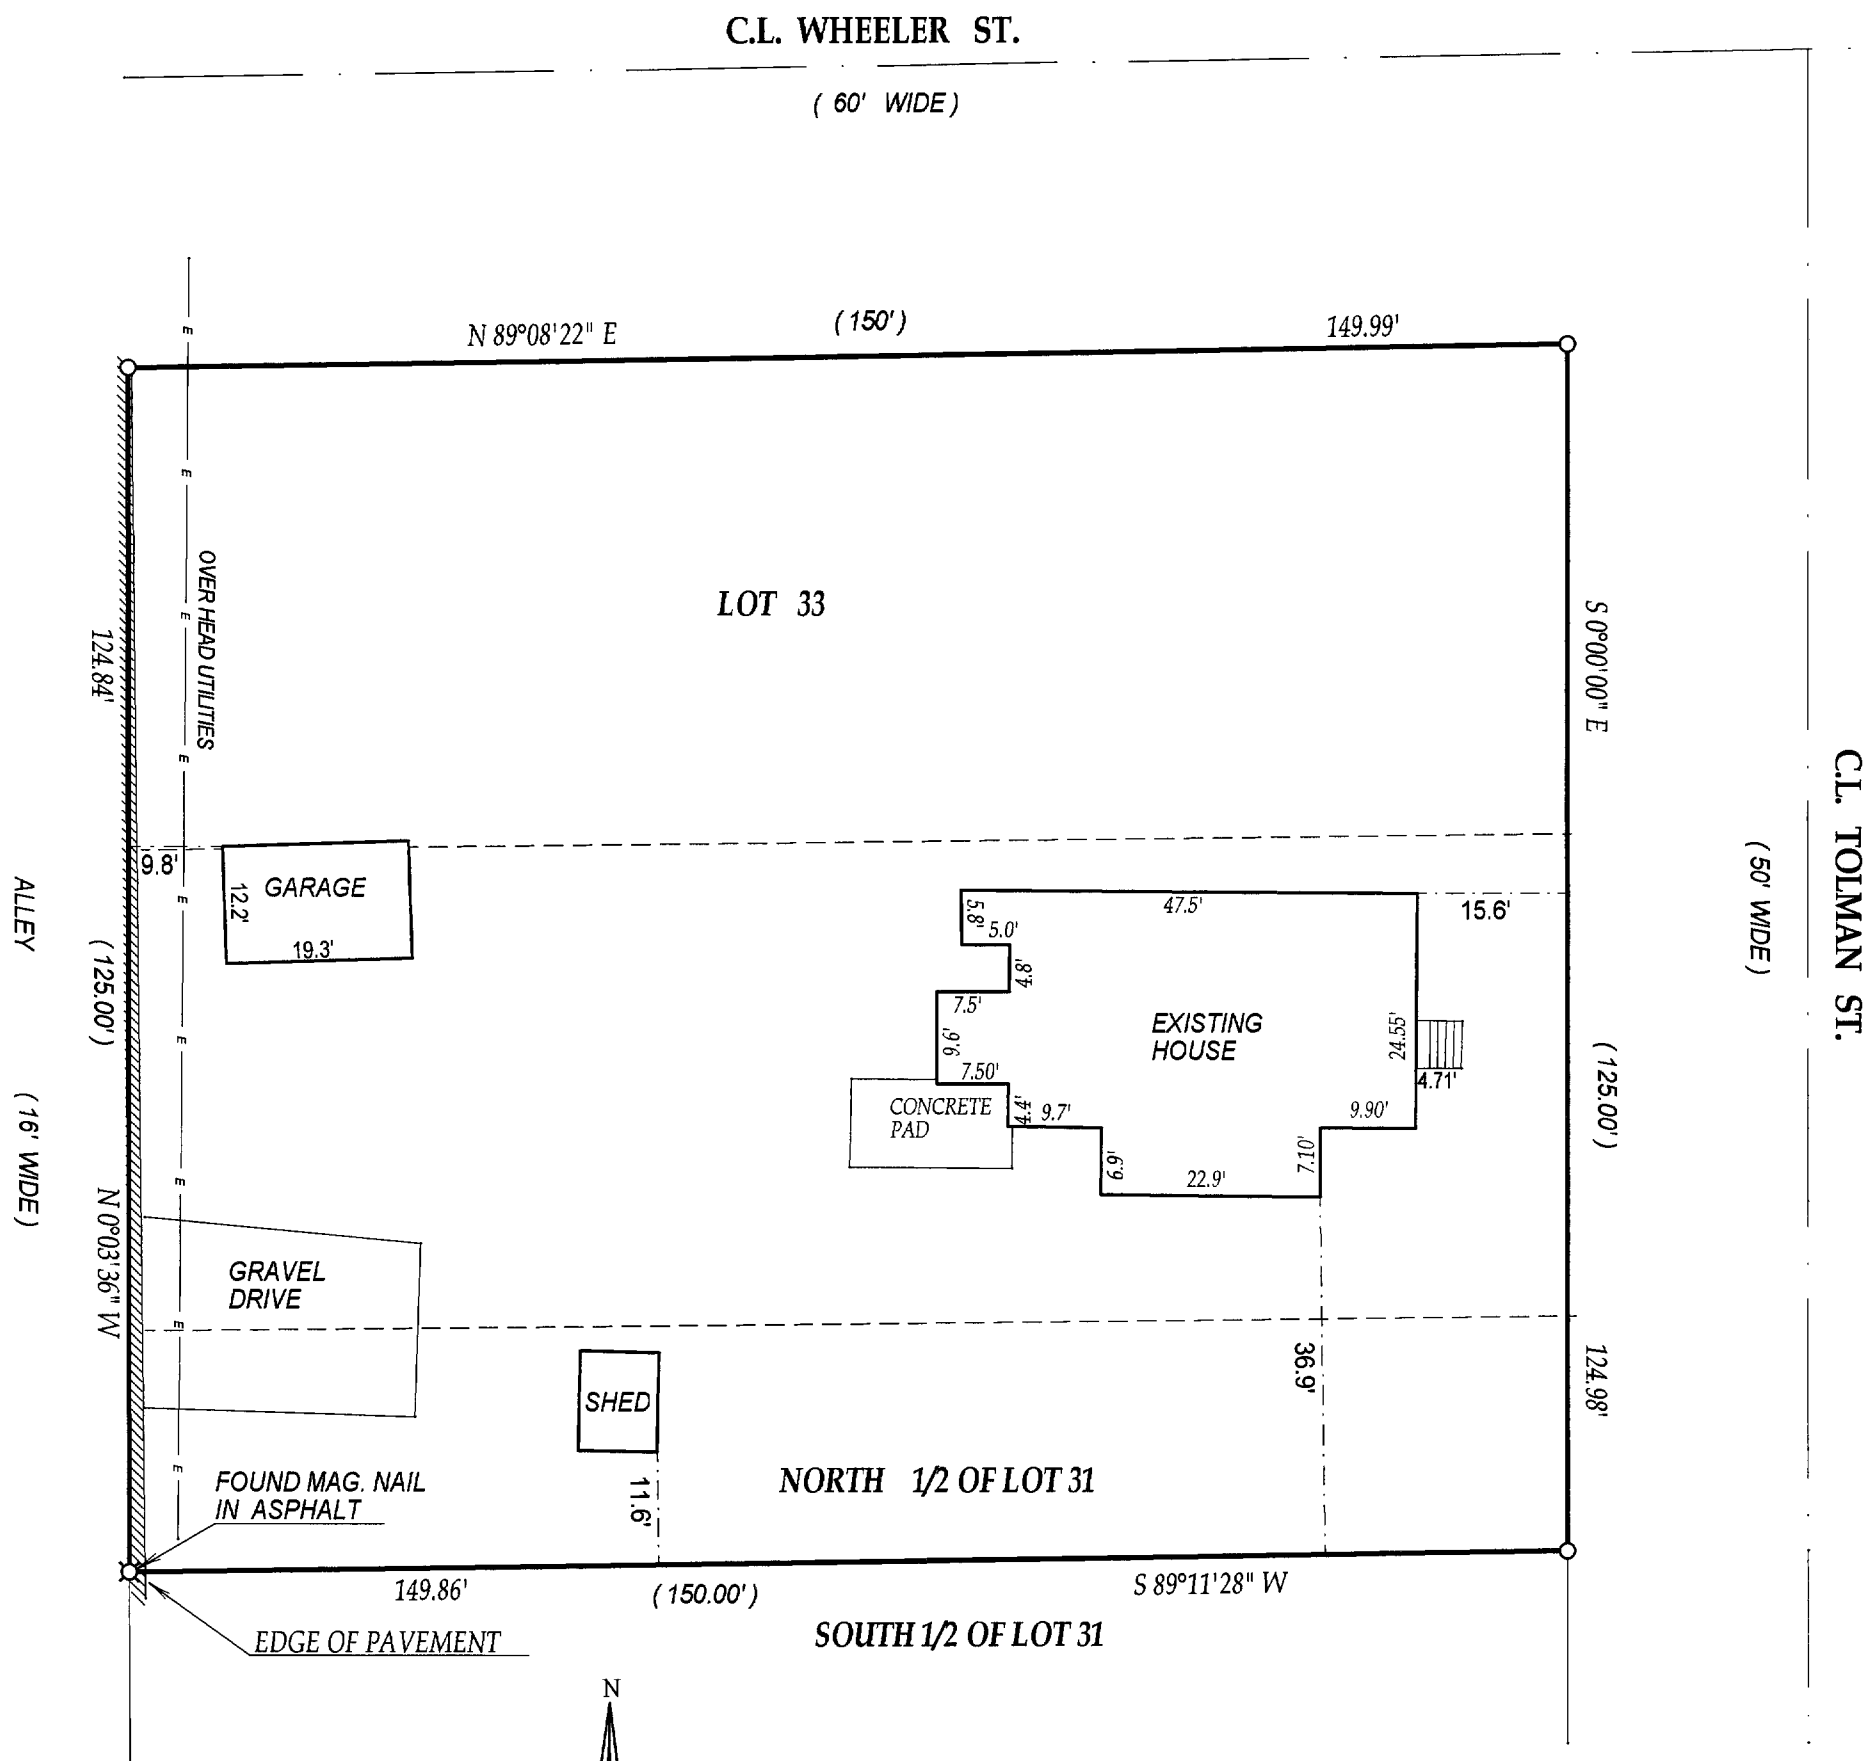 C.L. WHEELER ST.
( 60' WIDE )
N 89°08'22" E
( 150' )
149.99'
OVER HEAD UTILITIES
E
E
E
E
E
E
E
E
E
LOT 33
124.84'
S 0°00'00" E
C.L. TOLMAN ST.
( 50' WIDE )
9.8'
GARAGE
12.2'
19.3'
ALLEY
( 16' WIDE )
( 125.00' )
N 0°03'36" W
47.5'
15.6'
5.8'
5.0'
4.8'
7.5'
9.6'
7.50'
4.4'
9.7'
EXISTING
HOUSE
24.55'
4.71'
9.90'
7.10'
6.9'
22.9'
CONCRETE
PAD
( 125.00' )
GRAVEL
DRIVE
SHED
36.9'
124.98'
11.6'
NORTH 1/2 OF LOT 31
FOUND MAG. NAIL
IN ASPHALT
149.86'
( 150.00' )
S 89°11'28" W
SOUTH 1/2 OF LOT 31
EDGE OF PAVEMENT
N